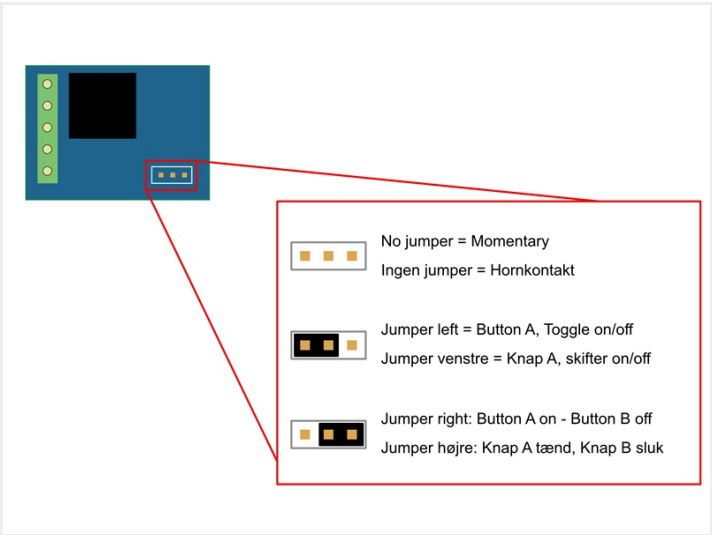 No jumper = Momentary
Ingen jumper = Hornkontakt
Jumper left = Button A, Toggle on/off
Jumper venstre = Knap A, skifter on/off
Jumper right: Button A on - Button B off
Jumper højre: Knap A tænd, Knap B sluk